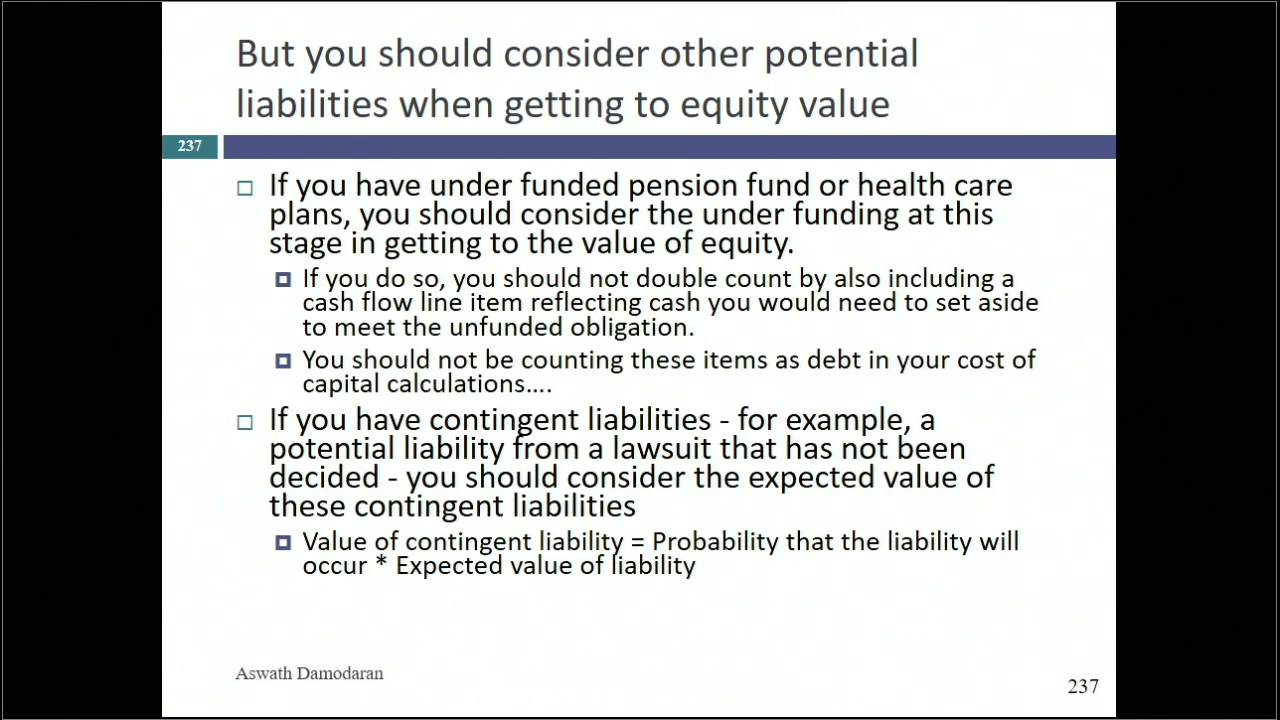 But you should consider other potential
liabilities when getting to equity value
237
If you have under funded pension fund or health care
plans, you should consider the under funding at this
stage in getting to the value of equity.
If you do so, you should not double count by also including a
cash flow line item reflecting cash you would need to set aside
to meet the unfunded obligation.
You should not be counting these items as debt in your cost of
capital calculations....
If you have contingent liabilities - for example, a
potential liability from a lawsuit that has not been
decided - you should consider the expected value of
these contingent liabilities
Value of contingent liability = Probability that the liability will
occur * Expected value of liability
Aswath Damodaran
237